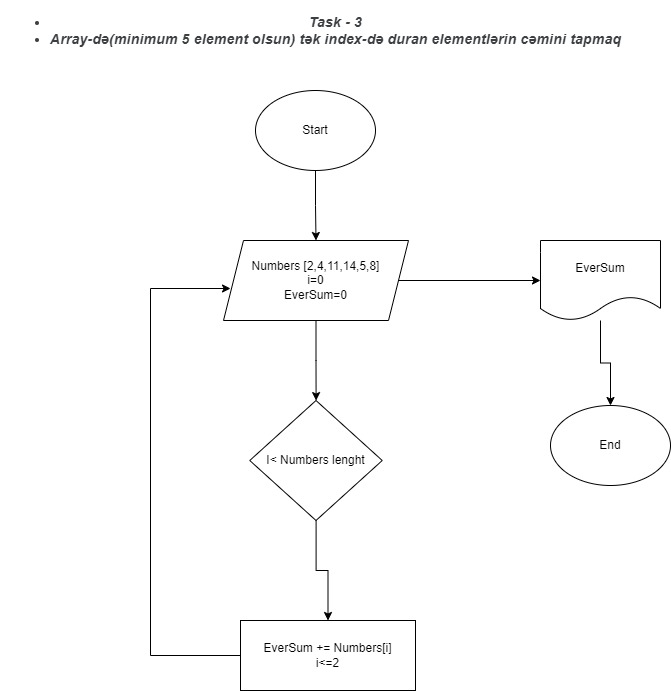 Task - 3
Array-də(minimum 5 element olsun) tək index-də duran elementlərin cəmini tapmaq
Start
Numbers [2,4,11,14,5,8]
i=0
EverSum=0
EverSum
I< Numbers lenght
End
EverSum += Numbers[i]
i<=2